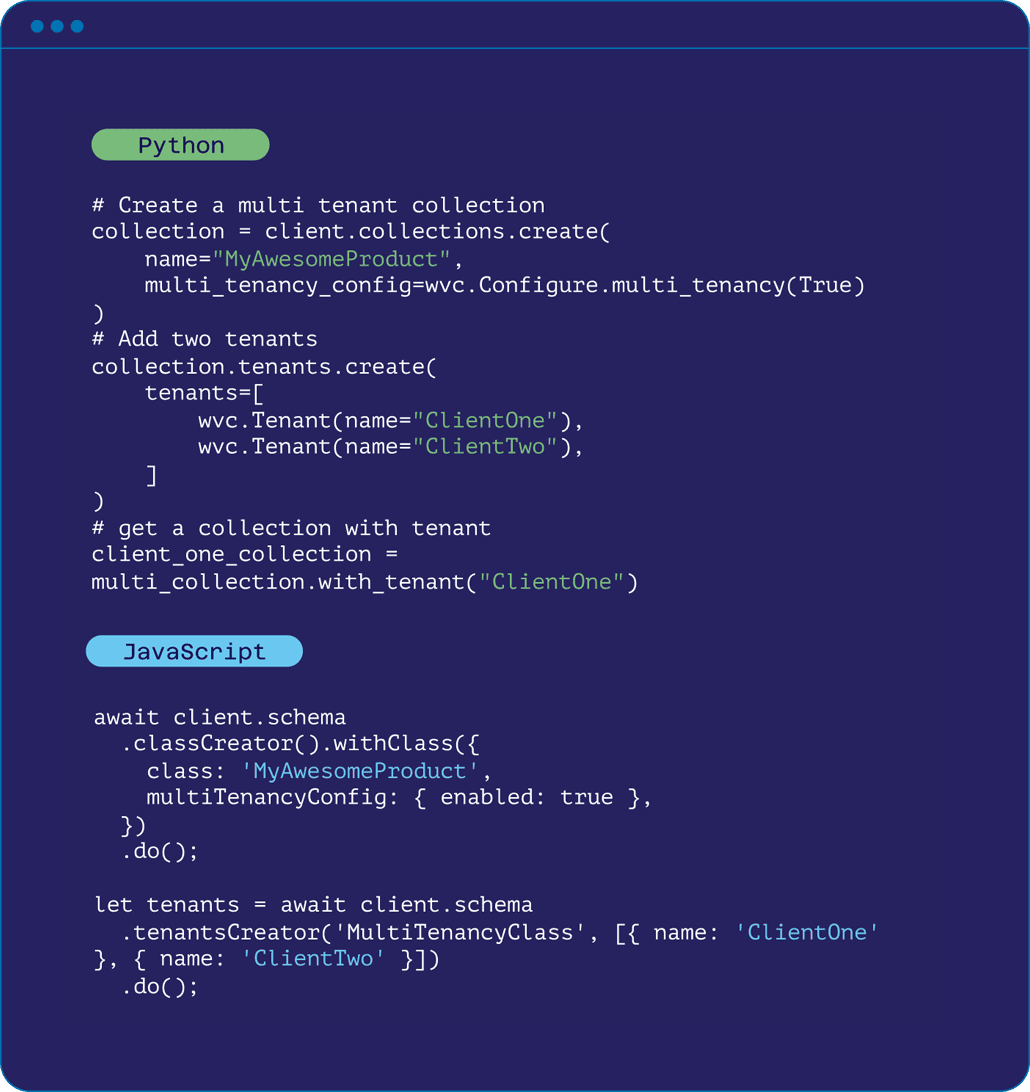 Python
# Create a multi tenant collection
collection = client.collections.create(
    name="MyAwesomeProduct",
    multi_tenancy_config=wvc.Configure.multi_tenancy(True)
)
# Add two tenants
collection.tenants.create(
    tenants=[
        wvc.Tenant(name="ClientOne"),
        wvc.Tenant(name="ClientTwo"),
    ]
)
# get a collection with tenant
client_one_collection =
multi_collection.with_tenant("ClientOne")
JavaScript
await client.schema
  .classCreator().withClass({
    class: 'MyAwesomeProduct',
    multiTenancyConfig: { enabled: true },
  })
  .do();
let tenants = await client.schema
  .tenantsCreator('MultiTenancyClass', [{ name: 'ClientOne'
}, { name: 'ClientTwo' }])
  .do();